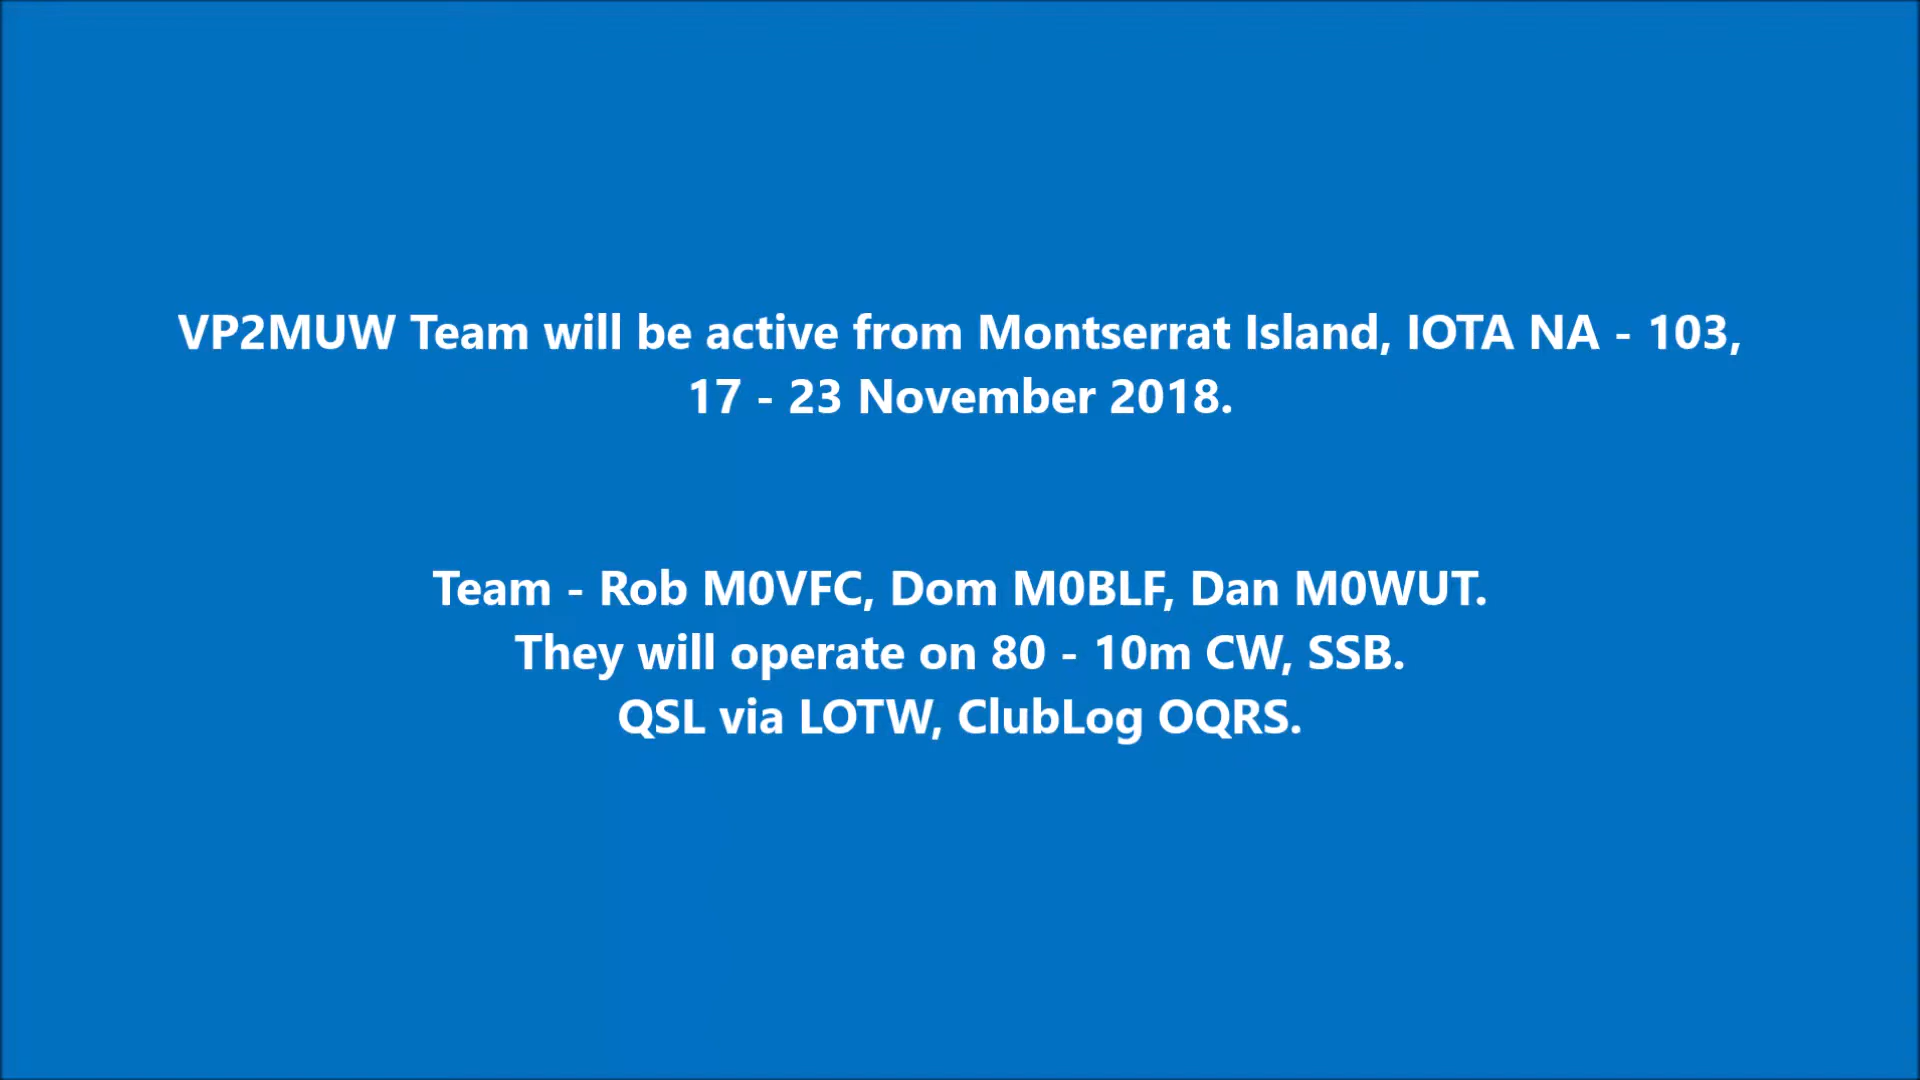 VP2MUW Team will be active from Montserrat Island, IOTA NA - 103,
17 - 23 November 2018.
Team - Rob M0VFC, Dom M0BLF, Dan M0WUT.
They will operate on 80 - 10m CW, SSB.
QSL via LOTW, ClubLog OQRS.